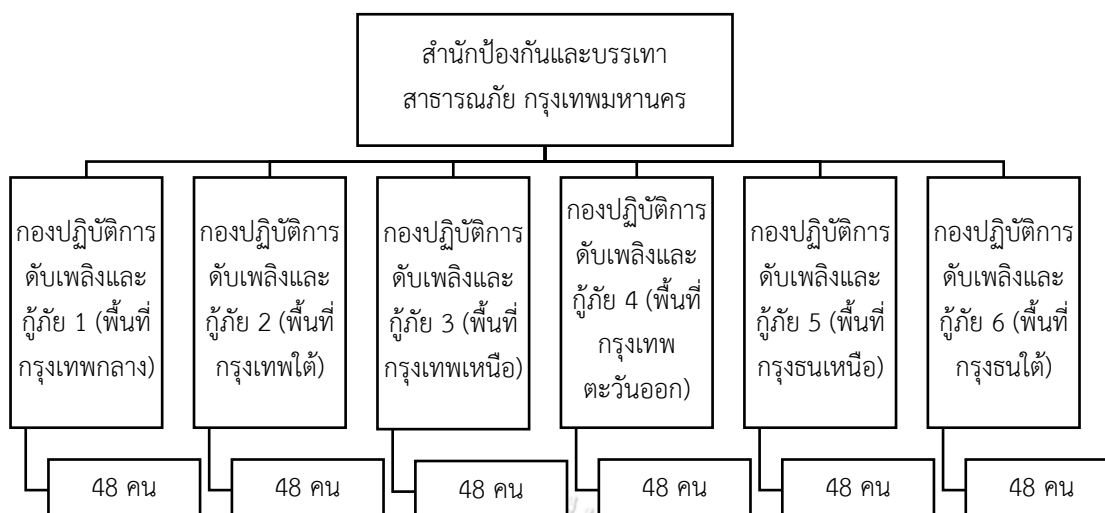 สำนักป้องกันและบรรเทา
สาธารณภัย กรุงเทพมหานคร
กองปฏิบัติการ
ดับเพลิงและ
กู้ภัย 1 (พื้นที่
กรุงเทพกลาง)
กองปฏิบัติการ
ดับเพลิงและ
กู้ภัย 2 (พื้นที่
กรุงเทพใต้)
กองปฏิบัติการ
ดับเพลิงและ
กู้ภัย 3 (พื้นที่
กรุงเทพเหนือ)
กองปฏิบัติการ
ดับเพลิงและ
กู้ภัย 4 (พื้นที่
กรุงเทพ
ตะวันออก)
กองปฏิบัติการ
ดับเพลิงและ
กู้ภัย 5 (พื้นที่
กรุงธนเหนือ)
กองปฏิบัติการ
ดับเพลิงและ
กู้ภัย 6 (พื้นที่
กรุงธนใต้)
48 คน
48 คน
48 คน
48 คน
48 คน
48 คน